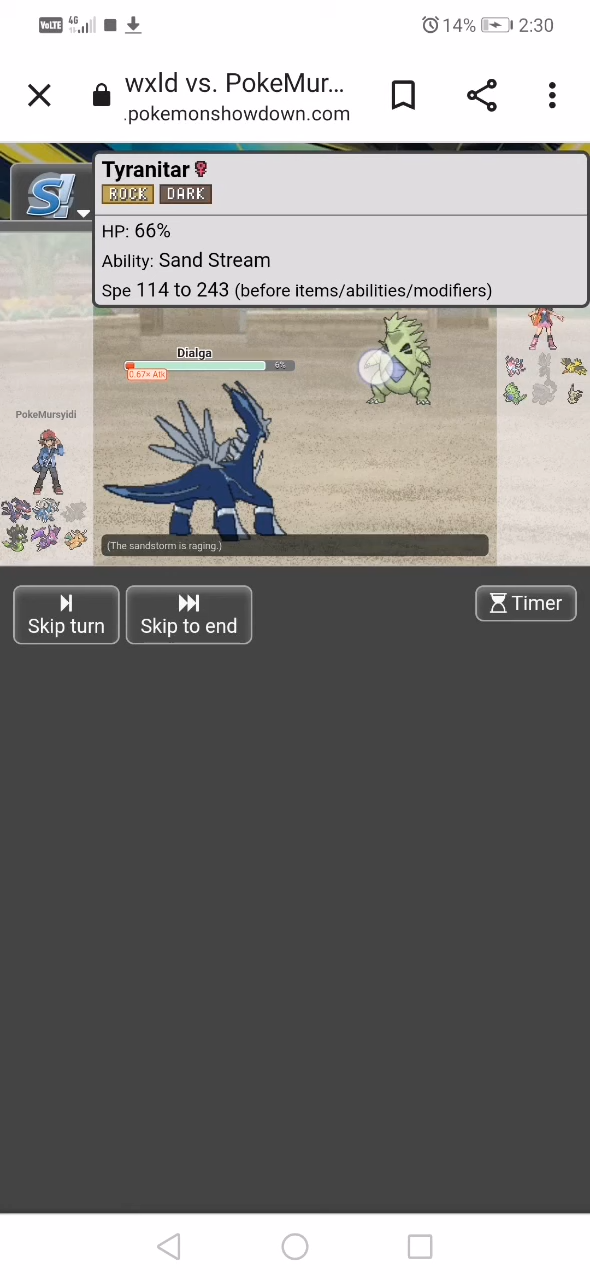 VoLTE 4G 14% 2:30
wxld vs. PokeMur...
.pokemonshowdown.com
S!
Tyranitar
ROCK DARK
HP: 66%
Ability: Sand Stream
Spe 114 to 243 (before items/abilities/modifiers)
Dialga
6%
0.67× Atk
PokeMursyidi
(The sandstorm is raging.)
Skip turn Skip to end Timer